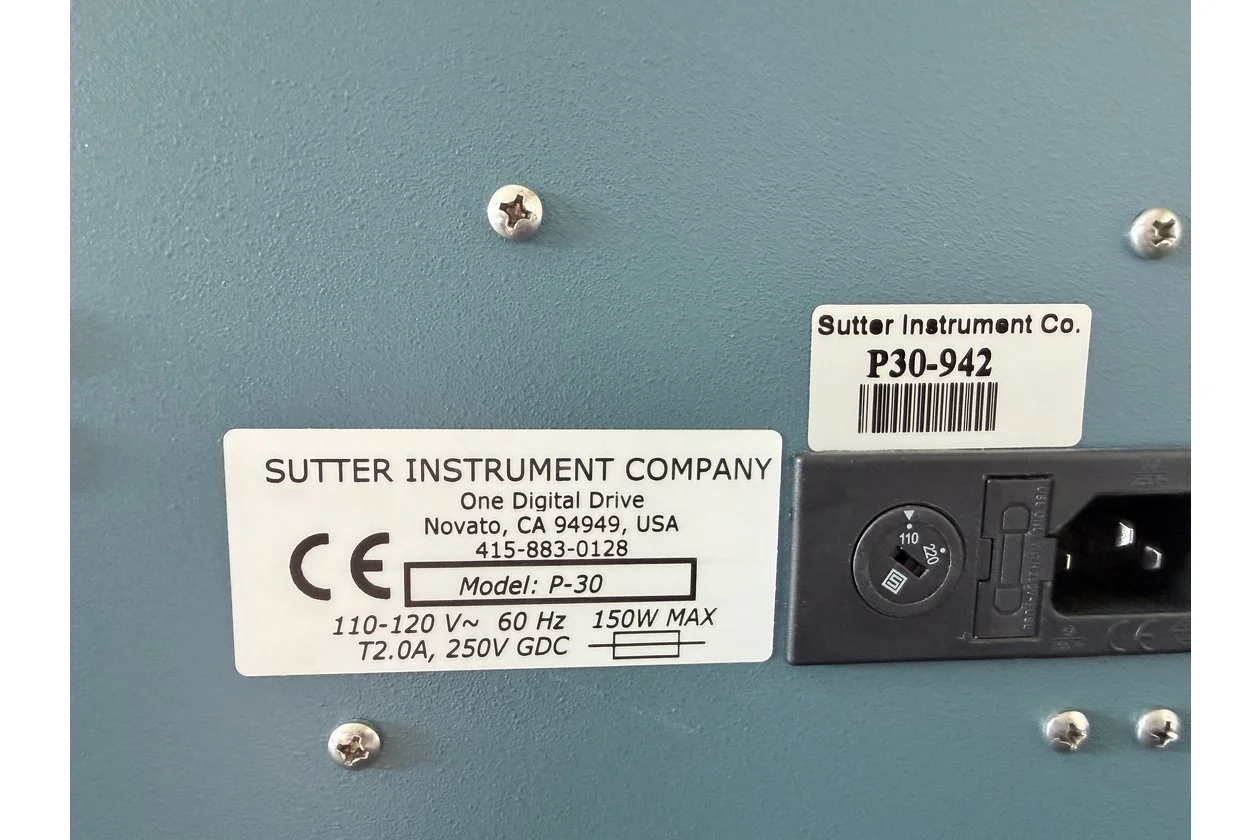 Sutter Instrument Co.
P30-942
SUTTER INSTRUMENT COMPANY
One Digital Drive
Novato, CA 94949, USA
415-883-0128
CE
Model: P-30
110-120 V~ 60 Hz 150W MAX
T2.0A, 250V GDC
110
220
S